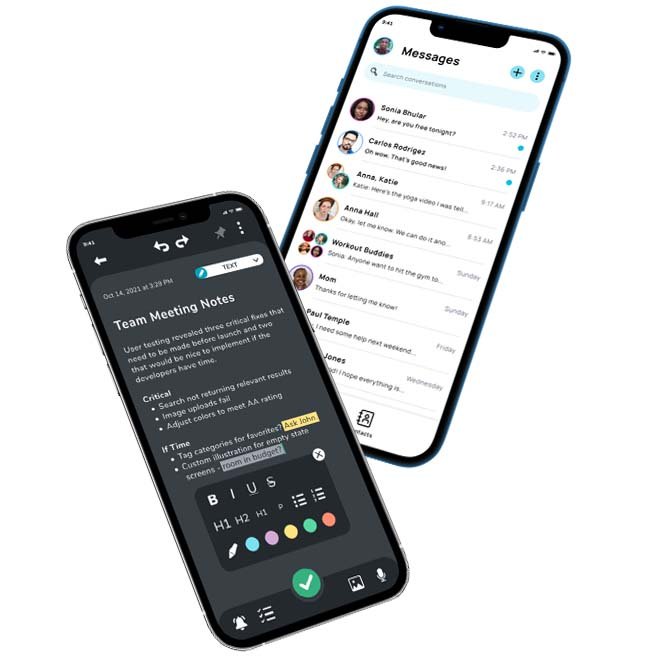 9:41
Messages
Search conversations
Sonia Bhular
2:52 PM
Hey, are you free tonight?
Carlos Rodrigez
2:36 PM
Oh wow. That's good news!
Anna, Katie
9:17 AM
Katie: Here's the yoga video I was tell...
Anna Hall
8:53 AM
Okay, let me know. We can do it ano...
Workout Buddies
Sunday
Sonia: Anyone want to hit the gym to...
Mom
Sunday
Thanks for letting me know!
Paul Temple
Friday
I need some help next weekend...
Jones
Wednesday
I hope everything is...
9:41
TEXT
Oct 14, 2021 at 3:29 PM
Team Meeting Notes
User testing revealed three critical fixes that
need to be made before launch and two
that would be nice to implement if the
developers have time.
Critical
• Search not returning relevant results
• Image uploads fail
• Adjust colors to meet AA rating
If Time
• Tag categories for favorites? Ask John
• Custom illustration for empty state
screens - room in budget?
B I U S
H1 H2 H1 P